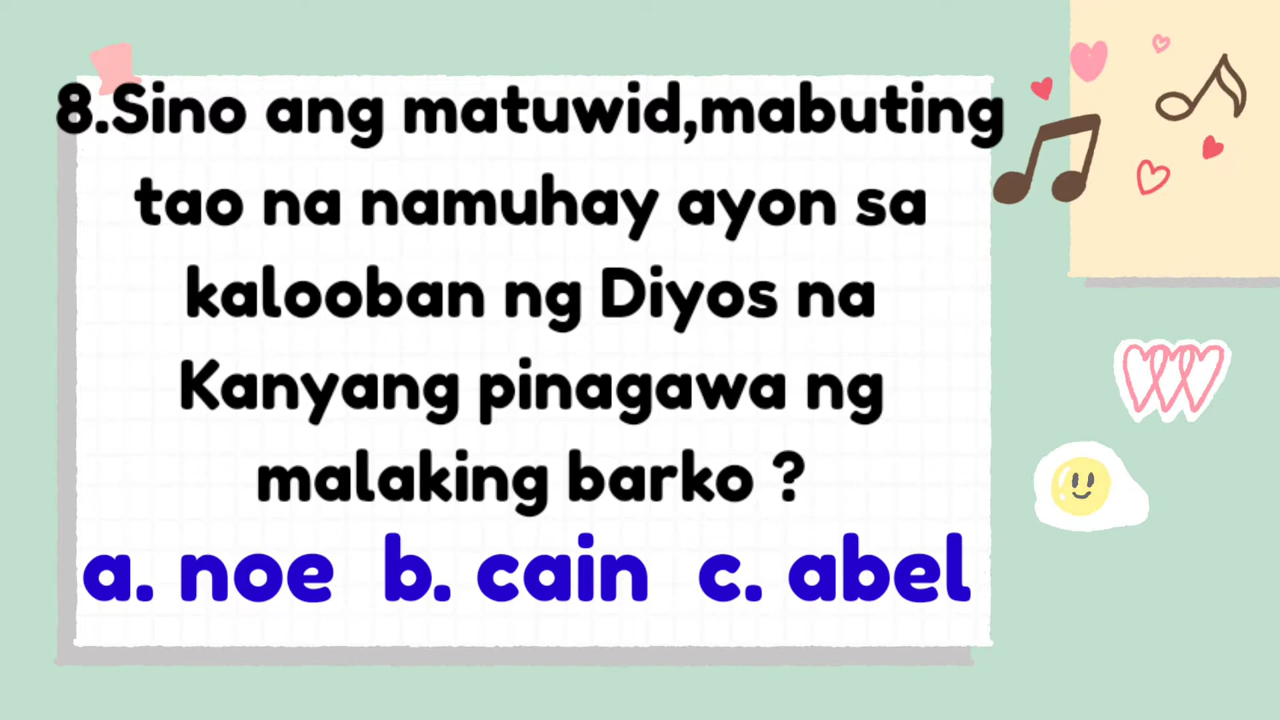 8.Sino ang matuwid,mabuting
tao na namuhay ayon sa
kalooban ng Diyos na
Kanyang pinagawa ng
malaking barko ?
a. noe b. cain c. abel